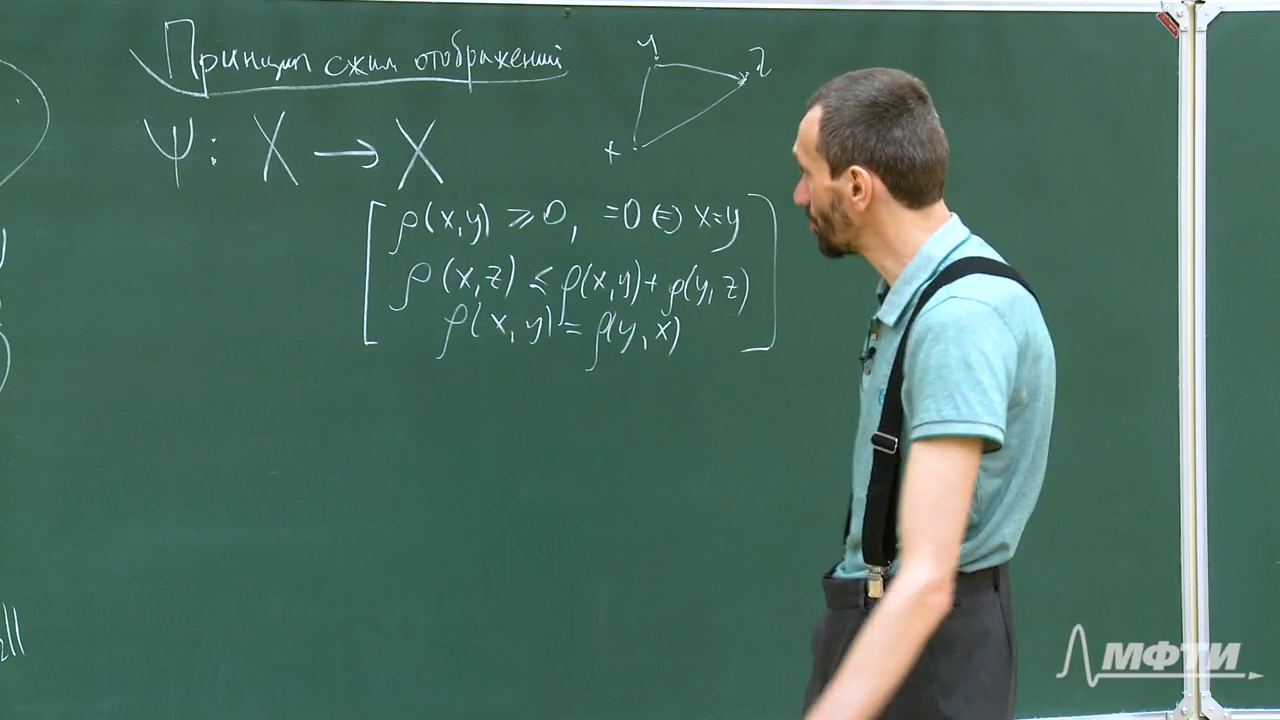 Принцип сжим отображений
y
z
x
Ψ: X → X
ρ(x,y) ⩾ 0, =0 ⇔ x=y
ρ(x,z) ≤ ρ(x,y)+ρ(y,z)
ρ(x,y)=ρ(y,x)
МФТИ